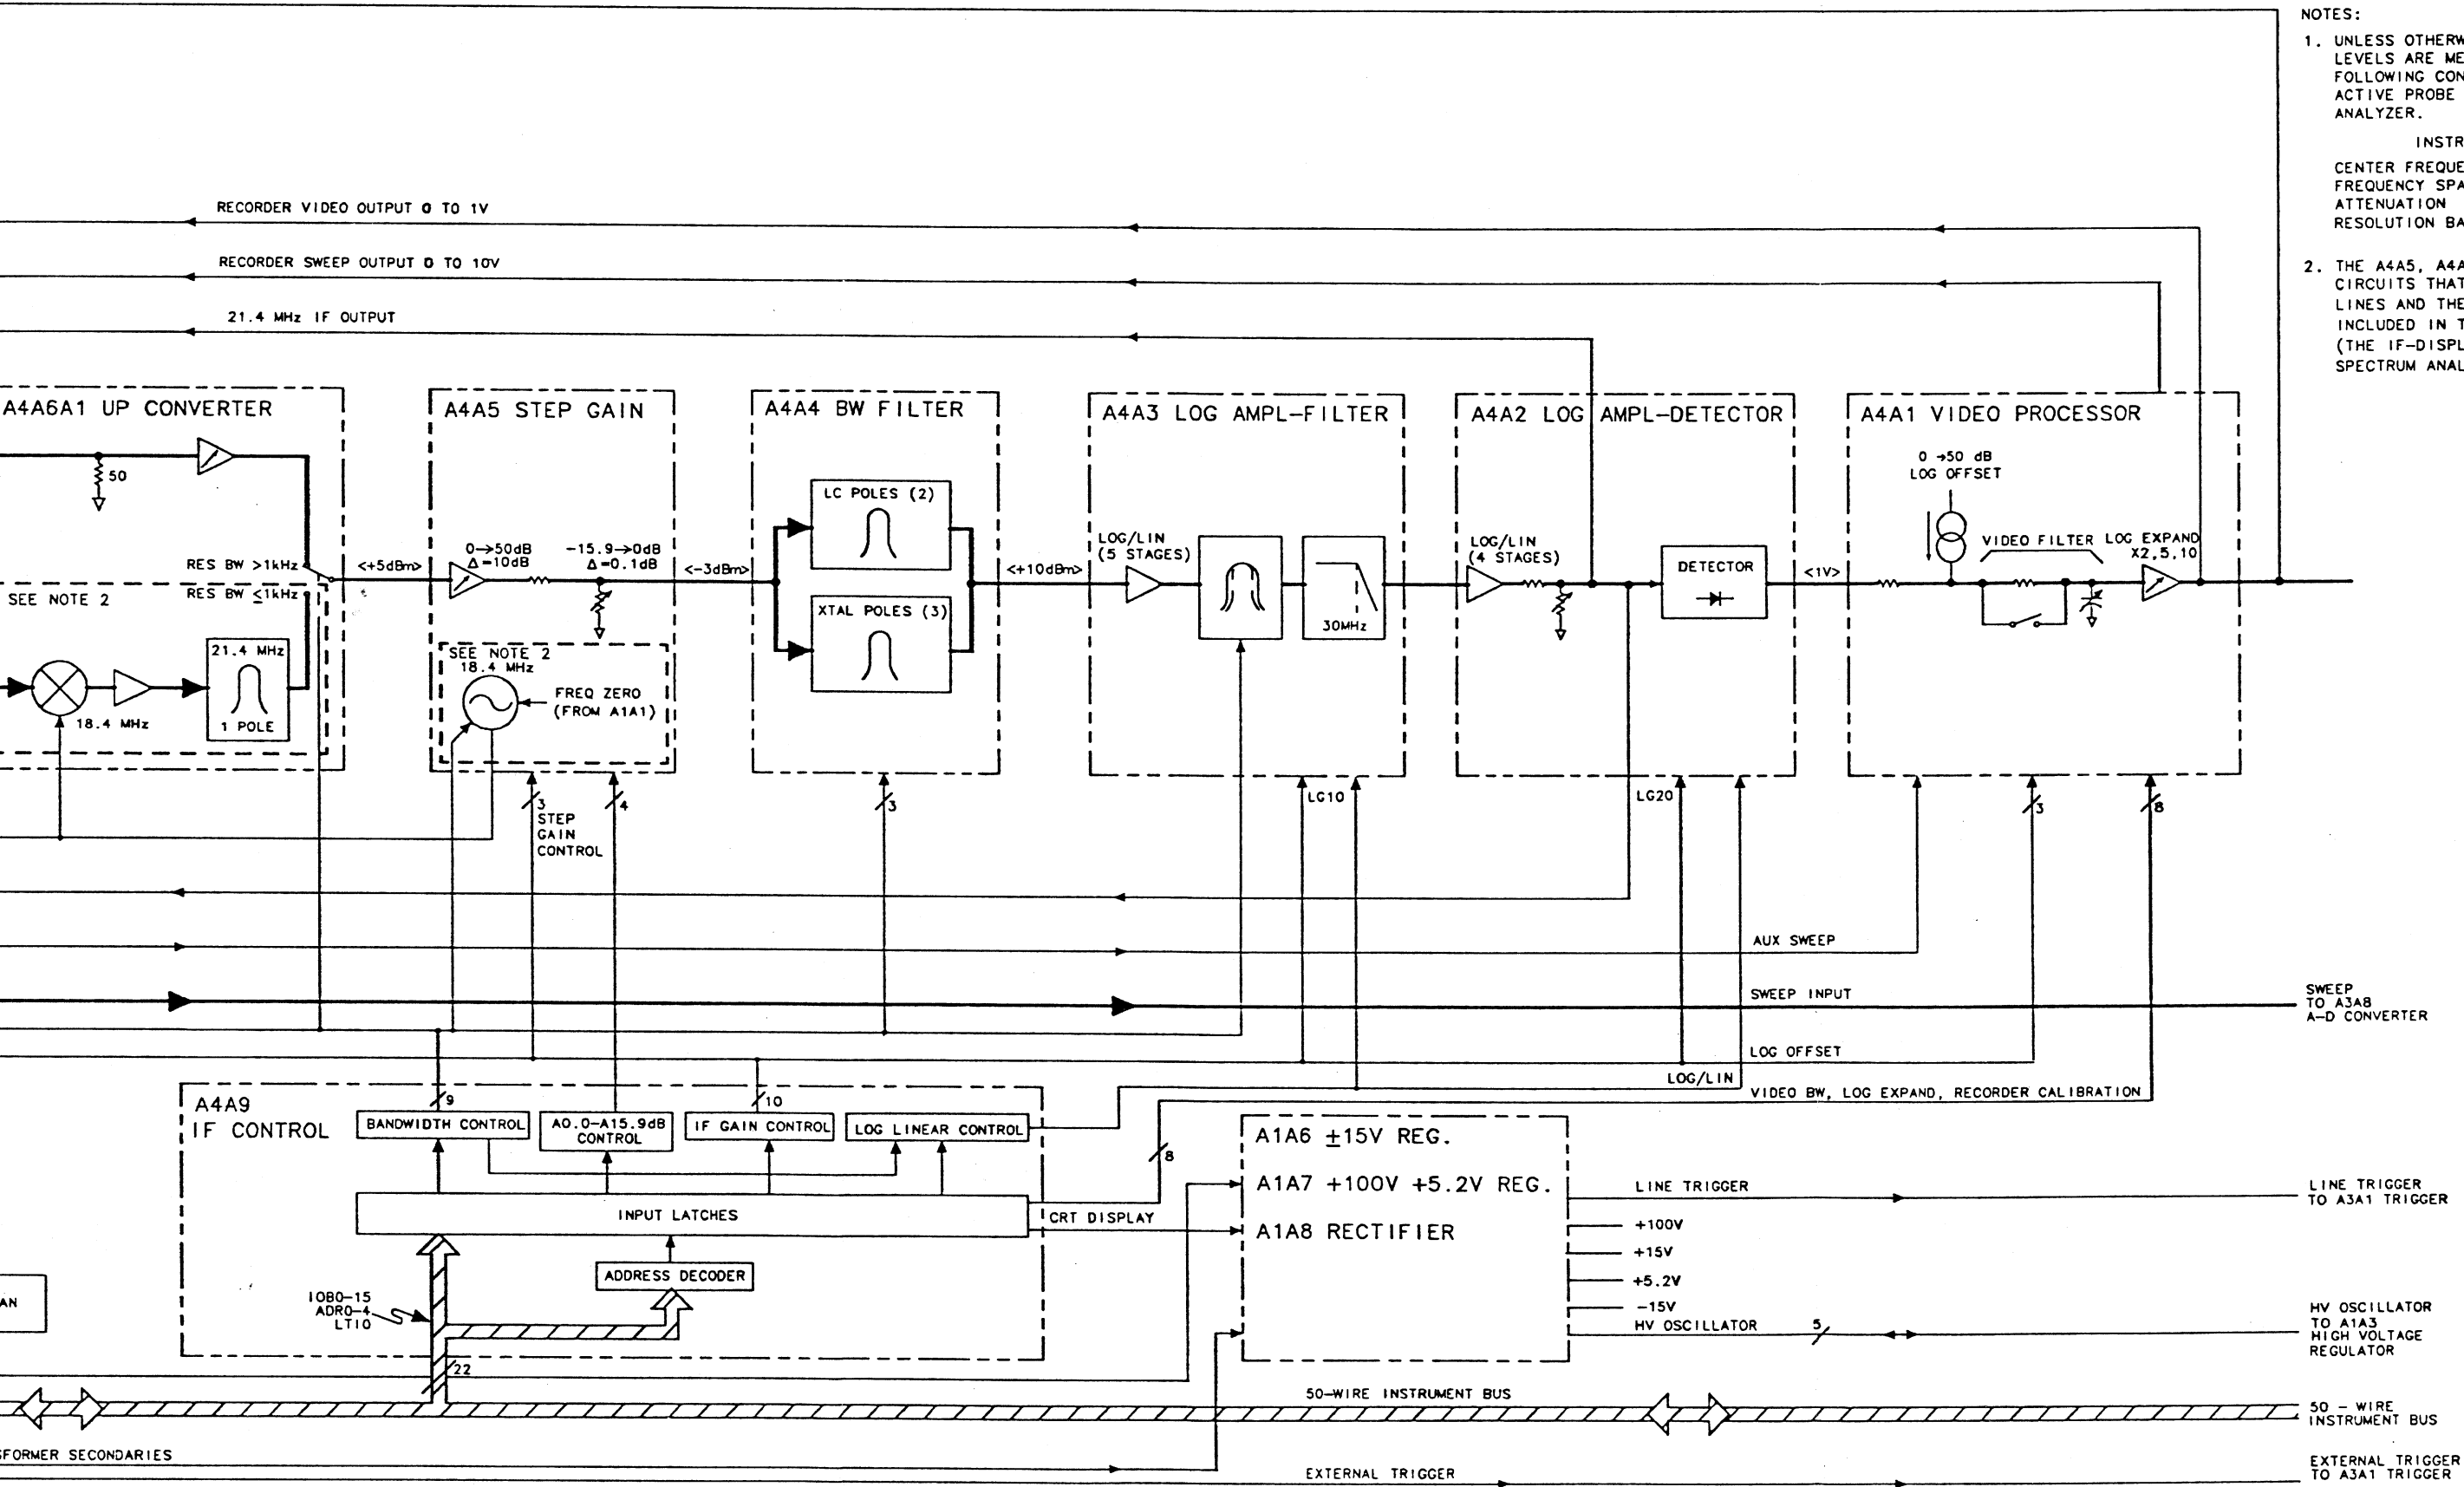 NOTES:
1. UNLESS OTHERW
LEVELS ARE ME
FOLLOWING CON
ACTIVE PROBE
ANALYZER.
INSTR
CENTER FREQUE
FREQUENCY SPA
ATTENUATION
RESOLUTION BA
2. THE A4A5, A4A
CIRCUITS THAT
LINES AND THE
INCLUDED IN T
(THE IF-DISPL
SPECTRUM ANAL
RECORDER VIDEO OUTPUT 0 TO 1V
RECORDER SWEEP OUTPUT 0 TO 10V
21.4 MHz IF OUTPUT
A4A6A1 UP CONVERTER
50
RES BW >1kHz
RES BW ≤1kHz
SEE NOTE 2
21.4 MHz
1 POLE
18.4 MHz
<+5dBm>
A4A5 STEP GAIN
0→50dB
Δ=10dB
-15.9→0dB
Δ=0.1dB
SEE NOTE 2
18.4 MHz
FREQ ZERO
(FROM A1A1)
3
STEP
GAIN
CONTROL
4
<-3dBm>
A4A4 BW FILTER
LC POLES (2)
XTAL POLES (3)
3
<+10dBm>
A4A3 LOG AMPL-FILTER
LOG/LIN
(5 STAGES)
30MHz
LG10
A4A2 LOG AMPL-DETECTOR
LOG/LIN
(4 STAGES)
DETECTOR
LG20
<1V>
A4A1 VIDEO PROCESSOR
0→50 dB
LOG OFFSET
VIDEO FILTER
LOG EXPAND
X2,5,10
3
8
AUX SWEEP
SWEEP INPUT
SWEEP
TO A3A8
A-D CONVERTER
LOG OFFSET
LOG/LIN
VIDEO BW, LOG EXPAND, RECORDER CALIBRATION
A4A9
IF CONTROL
9
10
BANDWIDTH CONTROL
A0.0-A15.9dB
CONTROL
IF GAIN CONTROL
LOG LINEAR CONTROL
8
INPUT LATCHES
CRT DISPLAY
ADDRESS DECODER
IOB0-15
ADR0-4
LTIO
22
AN
A1A6 ±15V REG.
A1A7 +100V +5.2V REG.
A1A8 RECTIFIER
LINE TRIGGER
LINE TRIGGER
TO A3A1 TRIGGER
+100V
+15V
+5.2V
-15V
HV OSCILLATOR
5
HV OSCILLATOR
TO A1A3
HIGH VOLTAGE
REGULATOR
50-WIRE INSTRUMENT BUS
50 - WIRE
INSTRUMENT BUS
SFORMER SECONDARIES
EXTERNAL TRIGGER
EXTERNAL TRIGGER
TO A3A1 TRIGGER